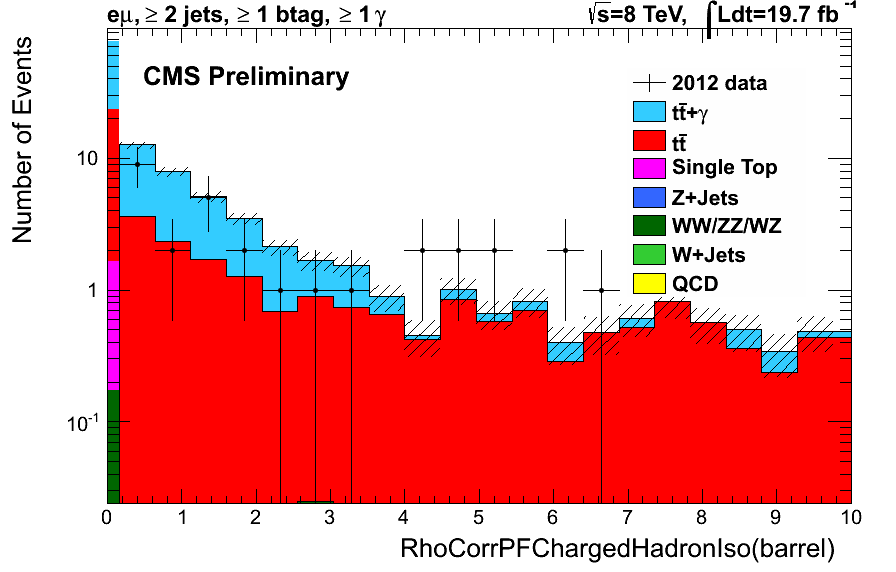 eμ, ≥ 2 jets, ≥ 1 btag, ≥ 1 γ √s=8 TeV, ∫Ldt=19.7 fb⁻¹
CMS Preliminary
2012 data
tt̄+γ
tt̄
Single Top
Z+Jets
WW/ZZ/WZ
W+Jets
QCD
Number of Events
10
1
10⁻¹
0 1 2 3 4 5 6 7 8 9 10
RhoCorrPFChargedHadronIso(barrel)